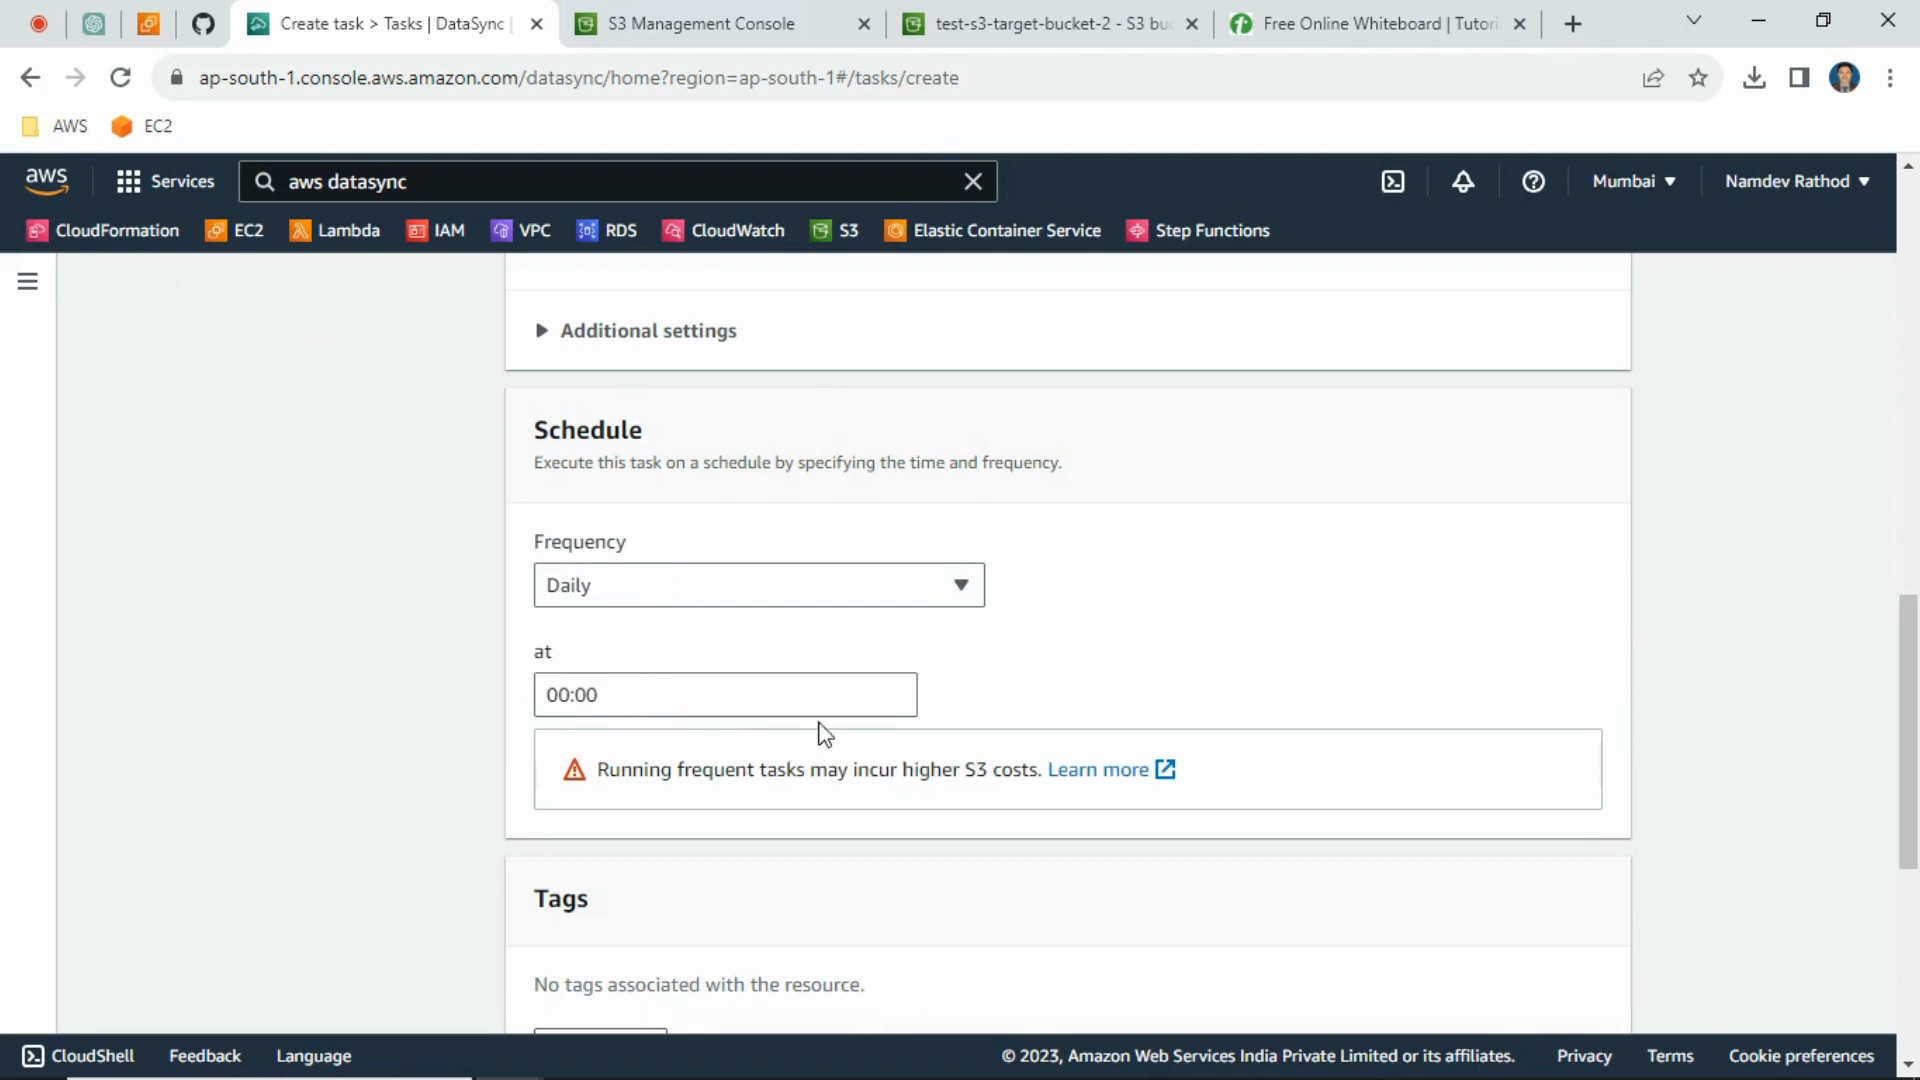 Create task > Tasks | DataSync |
S3 Management Console
test-s3-target-bucket-2 - S3 buc
Free Online Whiteboard | Tutori
ap-south-1.console.aws.amazon.com/datasync/home?region=ap-south-1#/tasks/create
AWS
EC2
aws
Services
aws datasync
Mumbai
Namdev Rathod
CloudFormation
EC2
Lambda
IAM
VPC
RDS
CloudWatch
S3
Elastic Container Service
Step Functions
Additional settings
Schedule
Execute this task on a schedule by specifying the time and frequency.
Frequency
Daily
at
00:00
Running frequent tasks may incur higher S3 costs. Learn more
Tags
No tags associated with the resource.
CloudShell
Feedback
Language
© 2023, Amazon Web Services India Private Limited or its affiliates.
Privacy
Terms
Cookie preferences